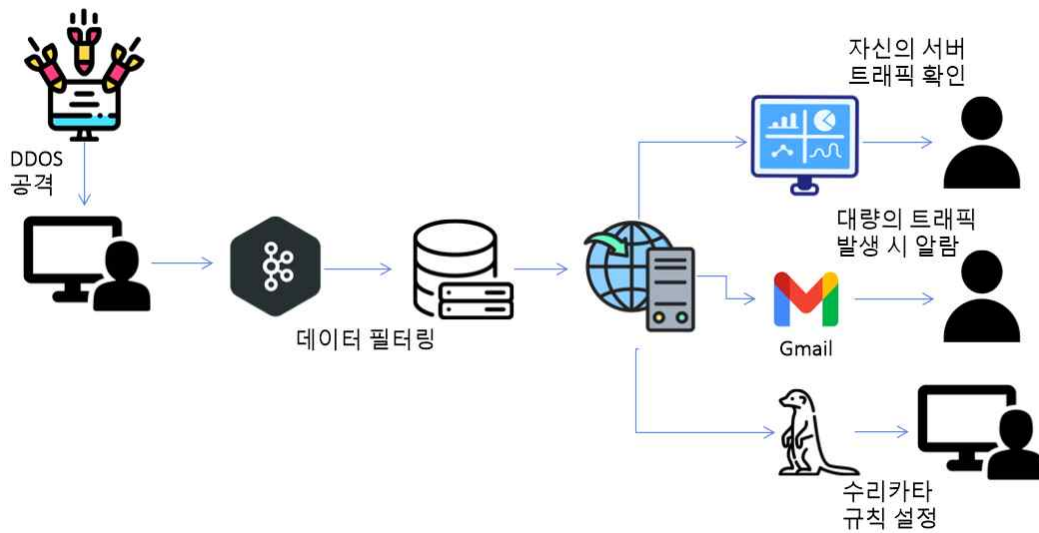 DDOS
공격
데이터 필터링
자신의 서버
트래픽 확인
대량의 트래픽
발생 시 알람
Gmail
수리카타
규칙 설정